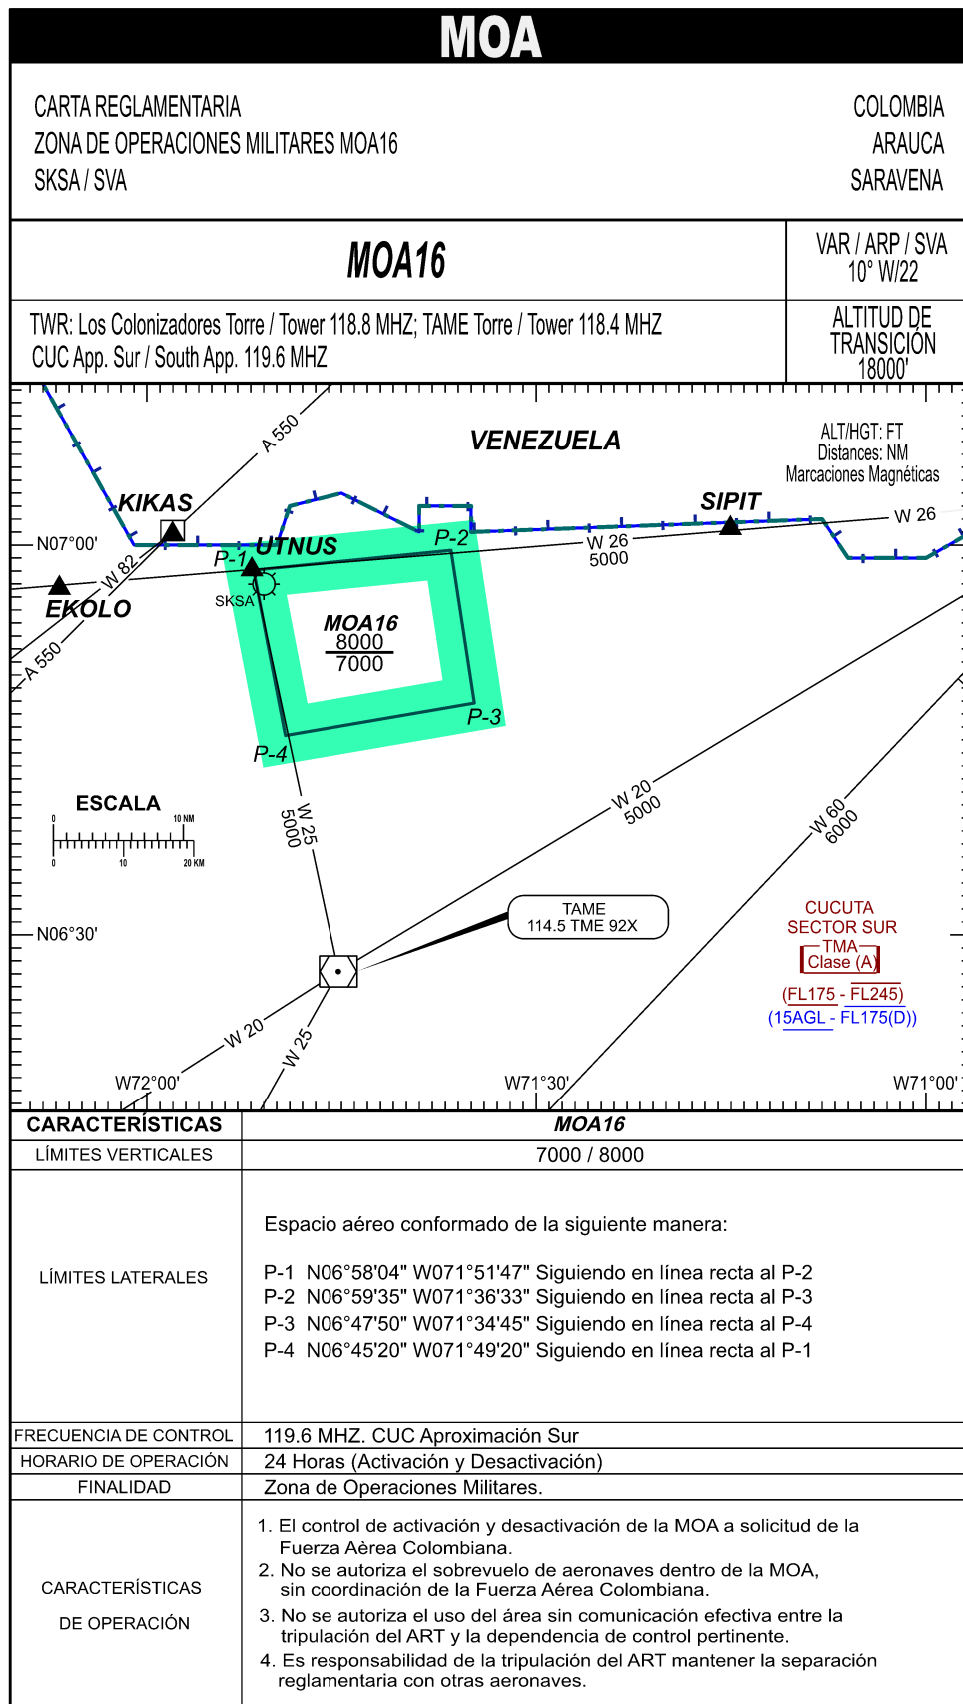 MOA
CARTA REGLAMENTARIA
ZONA DE OPERACIONES MILITARES MOA16
SKSA / SVA
COLOMBIA
ARAUCA
SARAVENA
MOA16
VAR / ARP / SVA
10° W/22
TWR: Los Colonizadores Torre / Tower 118.8 MHZ; TAME Torre / Tower 118.4 MHZ
CUC App. Sur / South App. 119.6 MHZ
ALTITUD DE
TRANSICIÓN
18000'
A 550
VENEZUELA
ALT/HGT: FT
Distances: NM
Marcaciones Magnéticas
KIKAS
SIPIT
W 26
N07°00'
P-1
UTNUS
P-2
W 26
5000
W 82
EKOLO
SKSA
MOA16
8000
7000
A 550
P-3
P-4
ESCALA
0
10 NM
0
10
20 KM
W 25
5000
W 20
5000
W 60
6000
TAME
114.5 TME 92X
N06°30'
CUCUTA
SECTOR SUR
TMA
Clase (A)
(FL175 - FL245)
(15AGL - FL175(D))
W 20
W 25
W72°00'
W71°30'
W71°00'
CARACTERÍSTICAS
MOA16
LÍMITES VERTICALES
7000 / 8000
LÍMITES LATERALES
Espacio aéreo conformado de la siguiente manera:
P-1 N06°58'04" W071°51'47" Siguiendo en línea recta al P-2
P-2 N06°59'35" W071°36'33" Siguiendo en línea recta al P-3
P-3 N06°47'50" W071°34'45" Siguiendo en línea recta al P-4
P-4 N06°45'20" W071°49'20" Siguiendo en línea recta al P-1
FRECUENCIA DE CONTROL
119.6 MHZ. CUC Aproximación Sur
HORARIO DE OPERACIÓN
24 Horas (Activación y Desactivación)
FINALIDAD
Zona de Operaciones Militares.
CARACTERÍSTICAS
DE OPERACIÓN
1. El control de activación y desactivación de la MOA a solicitud de la
Fuerza Aèrea Colombiana.
2. No se autoriza el sobrevuelo de aeronaves dentro de la MOA,
sin coordinación de la Fuerza Aérea Colombiana.
3. No se autoriza el uso del área sin comunicación efectiva entre la
tripulación del ART y la dependencia de control pertinente.
4. Es responsabilidad de la tripulación del ART mantener la separación
reglamentaria con otras aeronaves.